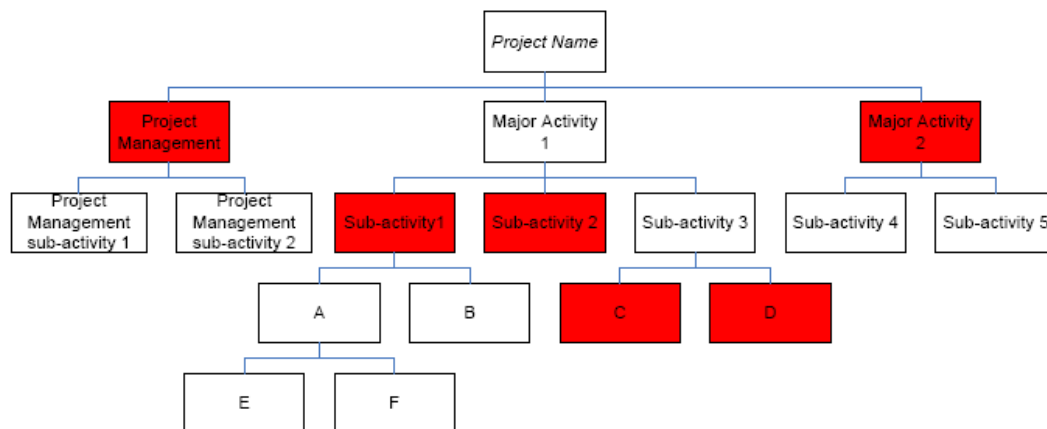 Project Name
Project
Management
Major Activity
1
Major Activity
2
Project
Management
sub-activity 1
Project
Management
sub-activity 2
Sub-activity1
Sub-activity 2
Sub-activity 3
Sub-activity 4
Sub-activity 5
A
B
C
D
E
F